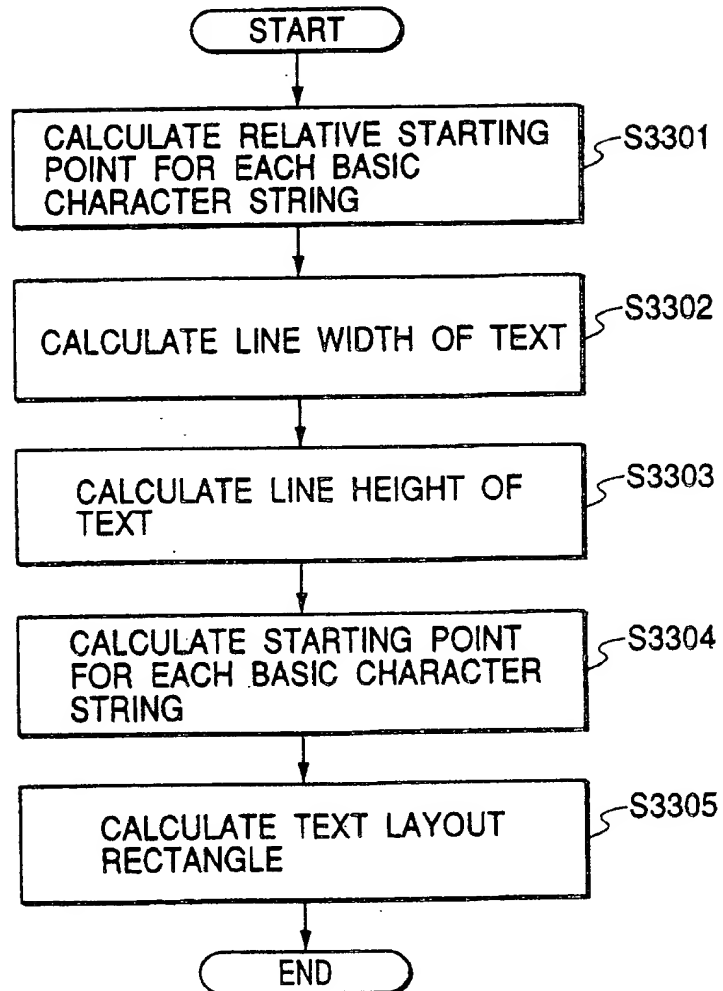 START
CALCULATE RELATIVE STARTING
POINT FOR EACH BASIC
CHARACTER STRING
S3301
CALCULATE LINE WIDTH OF TEXT
S3302
CALCULATE LINE HEIGHT OF
TEXT
S3303
CALCULATE STARTING POINT
FOR EACH BASIC CHARACTER
STRING
S3304
CALCULATE TEXT LAYOUT
RECTANGLE
S3305
END